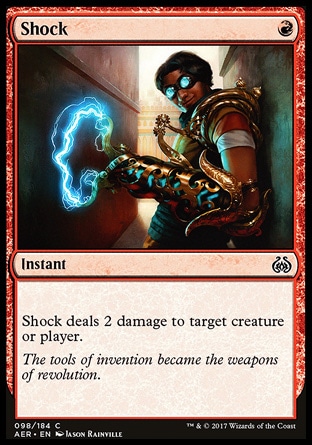 Shock
Instant
Shock deals 2 damage to target creature
or player.
The tools of invention became the weapons
of revolution.
098/184 C
AER • EN Jason Rainville
™ & © 2017 Wizards of the Coast